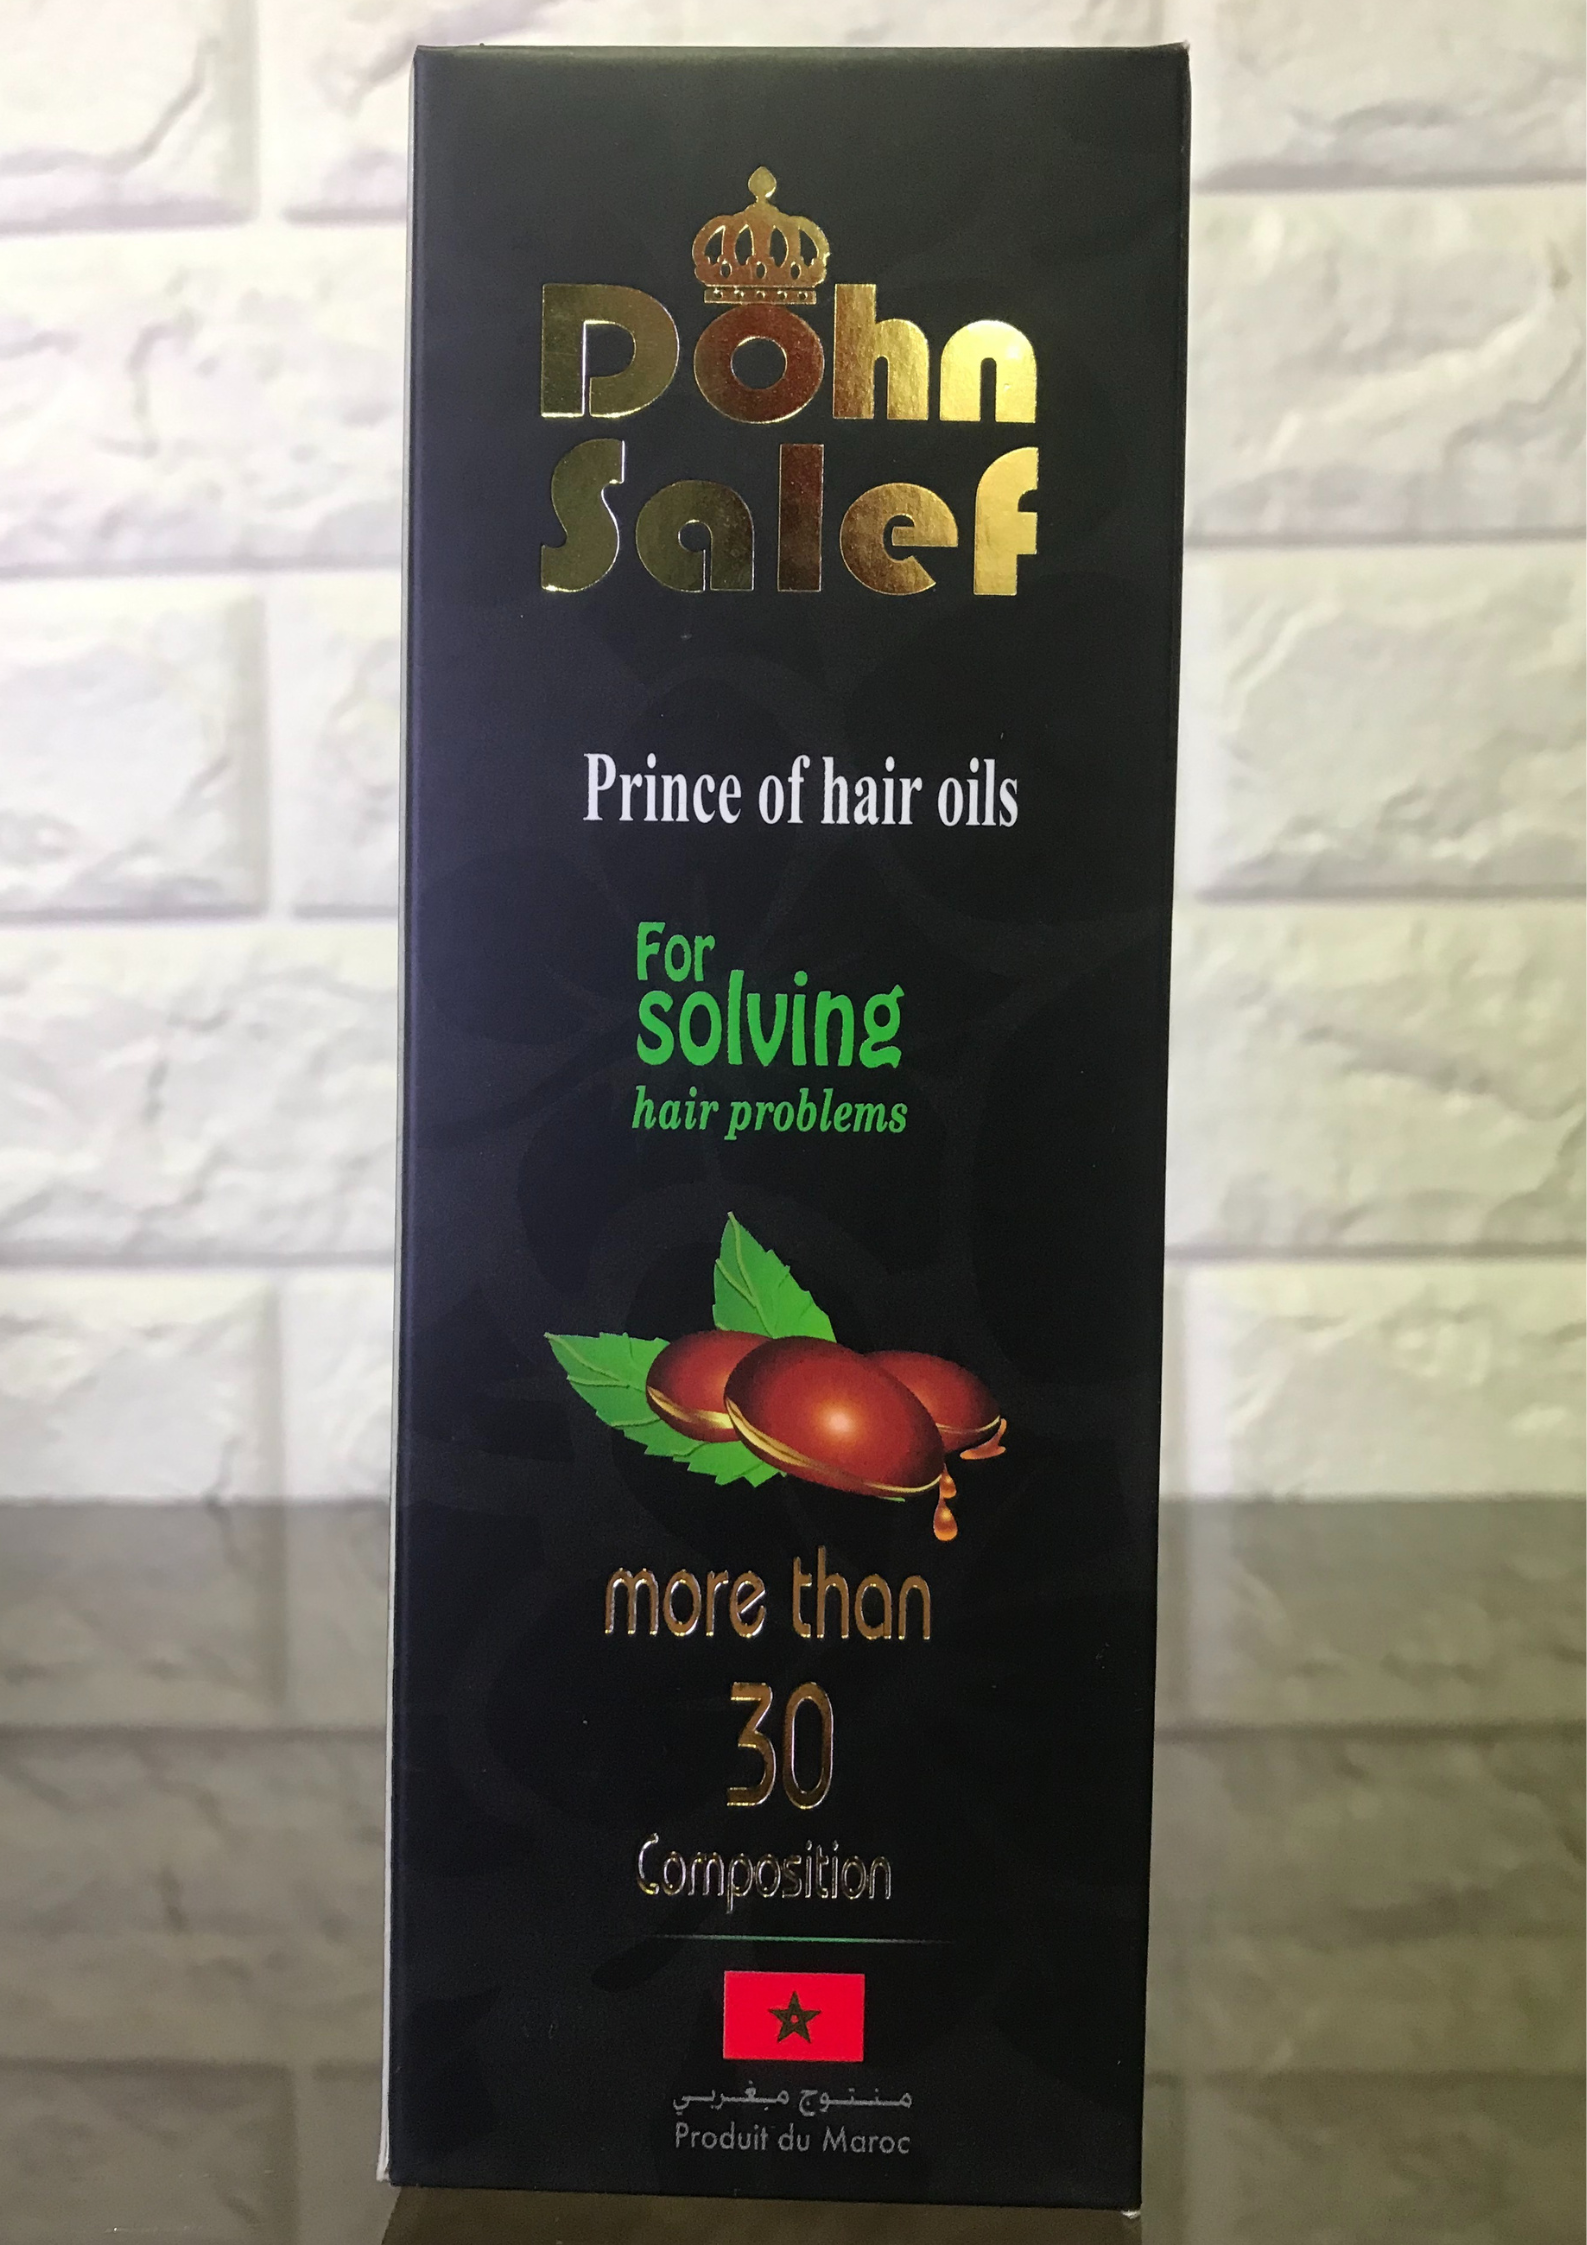 Dohn
Salef
Prince of hair oils
For
solving
hair problems
more than
30
Composition
منتوج مغربي
Produit du Maroc